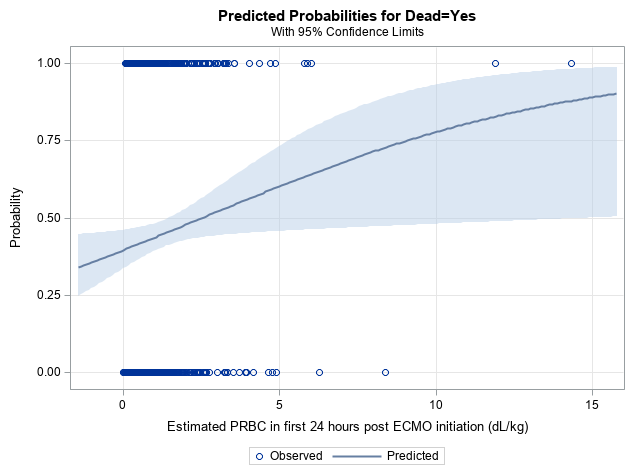 Predicted Probabilities for Dead=Yes
With 95% Confidence Limits
1.00
0.75
0.50
0.25
0.00
Probability
0
5
10
15
Estimated PRBC in first 24 hours post ECMO initiation (dL/kg)
Observed
Predicted